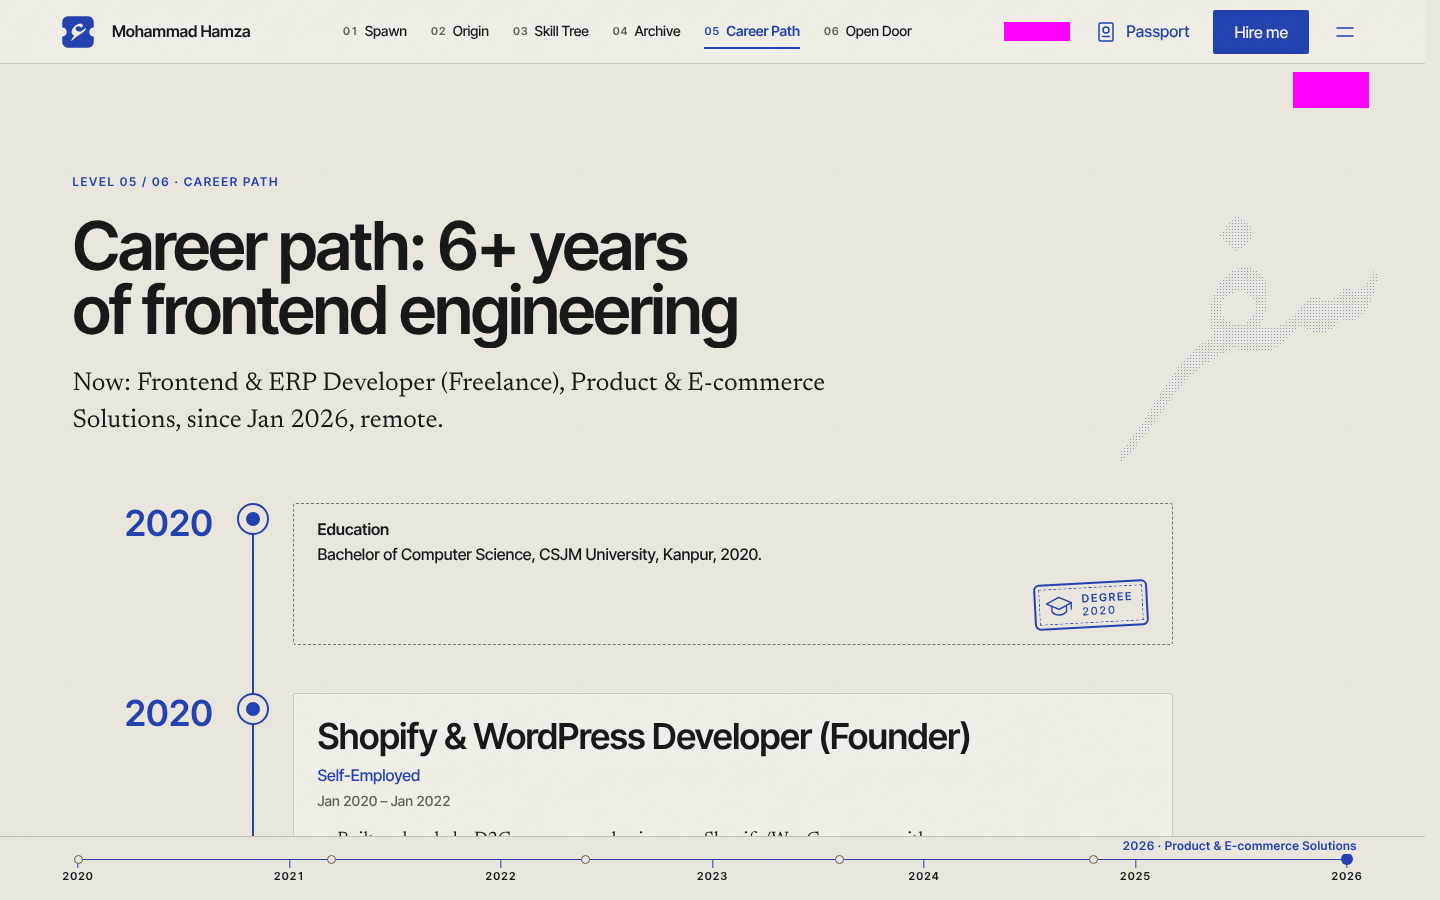 Mohammad Hamza
01 Spawn
02 Origin
03 Skill Tree
04 Archive
05 Career Path
06 Open Door
Passport
Hire me
LEVEL 05 / 06 · CAREER PATH
Career path: 6+ years
of frontend engineering
Now: Frontend & ERP Developer (Freelance), Product & E-commerce
Solutions, since Jan 2026, remote.
2020
Education
Bachelor of Computer Science, CSJM University, Kanpur, 2020.
DEGREE
2020
2020
Shopify & WordPress Developer (Founder)
Self-Employed
Jan 2020 – Jan 2022
2026 · Product & E-commerce Solutions
2020
2021
2022
2023
2024
2025
2026